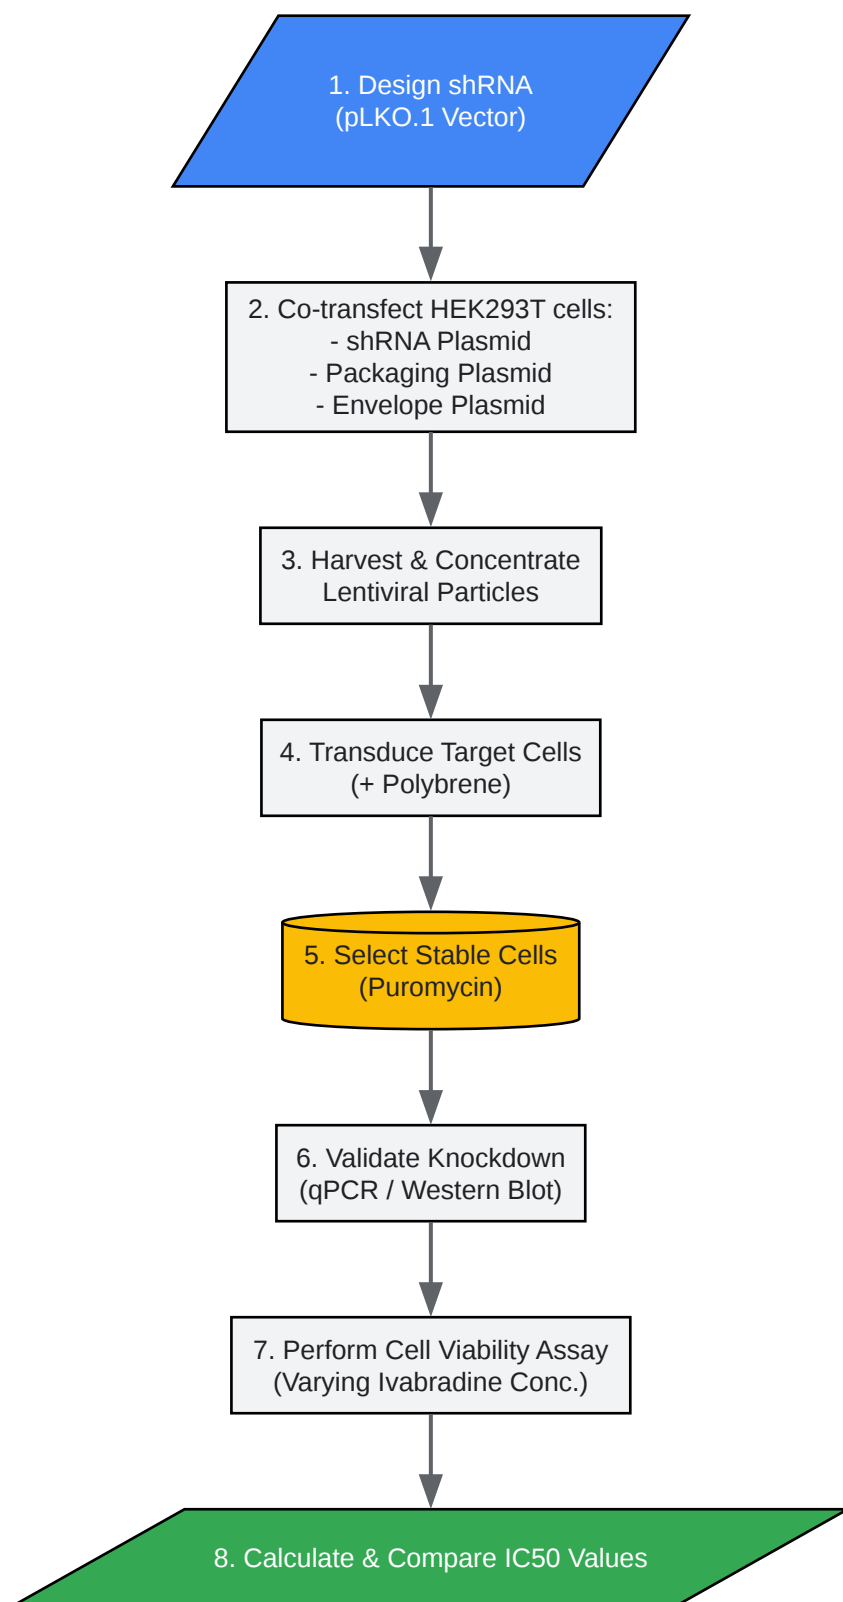 1. Design shRNA
(pLKO.1 Vector)
2. Co-transfect HEK293T cells:
- shRNA Plasmid
- Packaging Plasmid
- Envelope Plasmid
3. Harvest & Concentrate
Lentiviral Particles
4. Transduce Target Cells
(+ Polybrene)
5. Select Stable Cells
(Puromycin)
6. Validate Knockdown
(qPCR / Western Blot)
7. Perform Cell Viability Assay
(Varying Ivabradine Conc.)
8. Calculate & Compare IC50 Values